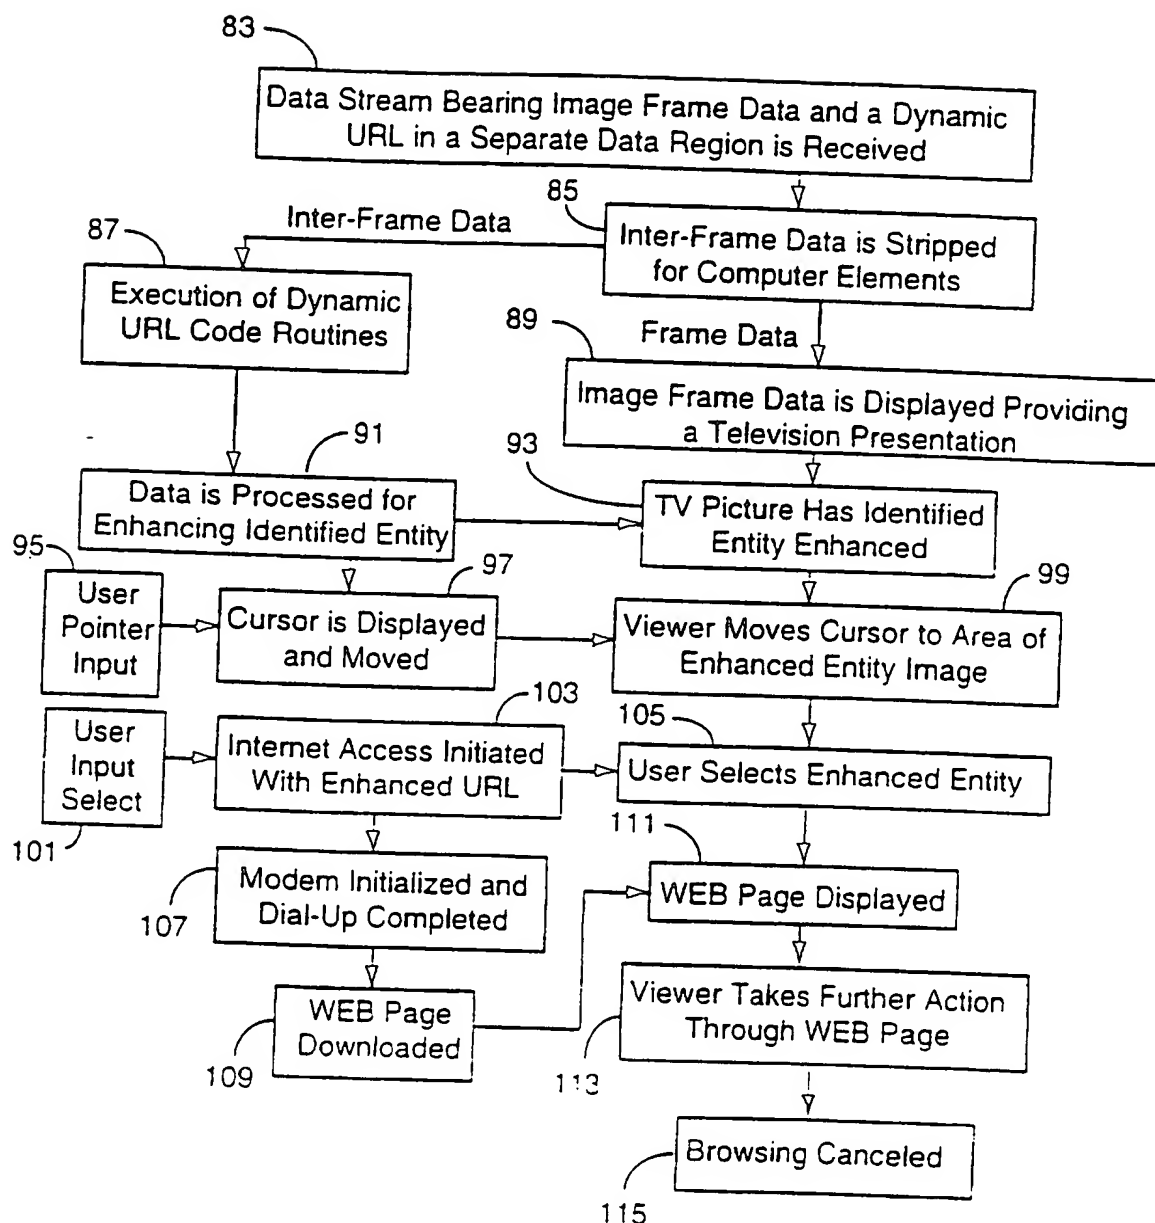 83
Data Stream Bearing Image Frame Data and a Dynamic
URL in a Separate Data Region is Received
85
Inter-Frame Data
Inter-Frame Data is Stripped
for Computer Elements
87
Execution of Dynamic
URL Code Routines
89
Frame Data
Image Frame Data is Displayed Providing
a Television Presentation
91
Data is Processed for
Enhancing Identified Entity
93
TV Picture Has Identified
Entity Enhanced
95
User
Pointer
Input
97
Cursor is Displayed
and Moved
99
Viewer Moves Cursor to Area of
Enhanced Entity Image
User
Input
Select
101
103
Internet Access Initiated
With Enhanced URL
105
User Selects Enhanced Entity
Modem Initialized and
Dial-Up Completed
107
111
WEB Page Displayed
WEB Page
Downloaded
109
Viewer Takes Further Action
Through WEB Page
113
Browsing Canceled
115